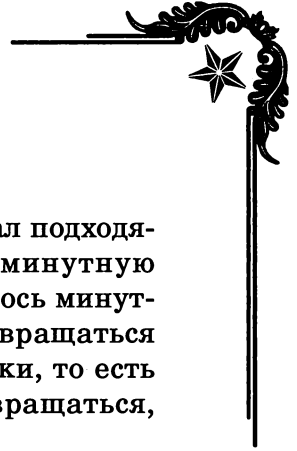 ал подходя-
минутную
ось минут-
вращаться
ки, то есть
вращаться,